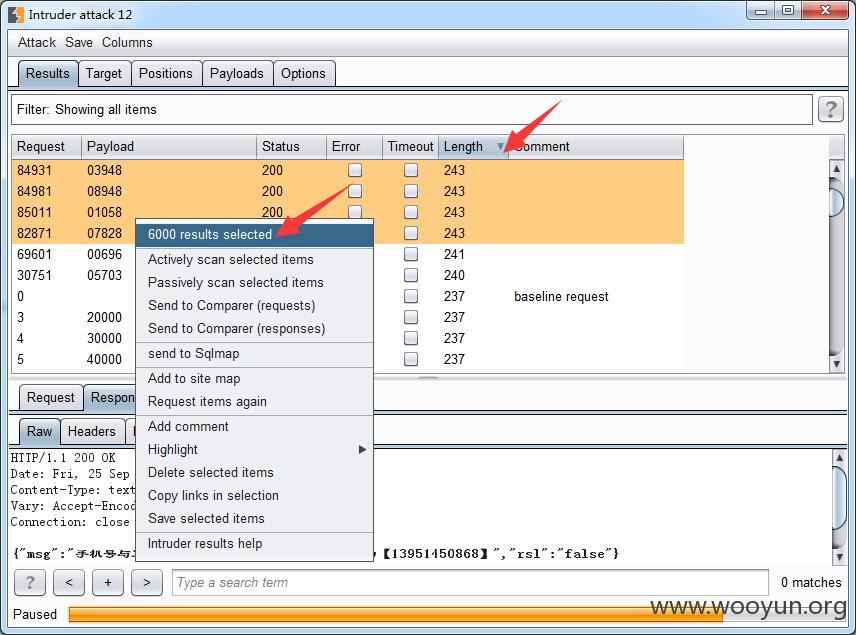 Intruder attack 12
Attack Save Columns
Results Target Positions Payloads Options
Filter: Showing all items
?
Request Payload Status Error Timeout Length Comment
84931 03948 200 243
84981 08948 200 243
85011 01058 200 243
82871 07828 243
69601 00696 241
30751 05703 240
0 237 baseline request
3 20000 237
4 30000 237
5 40000 237
6000 results selected
Actively scan selected items
Passively scan selected items
Send to Comparer (requests)
Send to Comparer (responses)
send to Sqlmap
Add to site map
Request items again
Add comment
Highlight
Delete selected items
Copy links in selection
Save selected items
Intruder results help
Request Respon
Raw Headers
HTTP/1.1 200 OK
Date: Fri, 25 Sep
Content-Type: text
Vary: Accept-Encod
Connection: close
{"msg":"手机号与 【13951450868】","rsl":"false"}
? < + > Type a search term 0 matches
Paused
www.wooyun.org